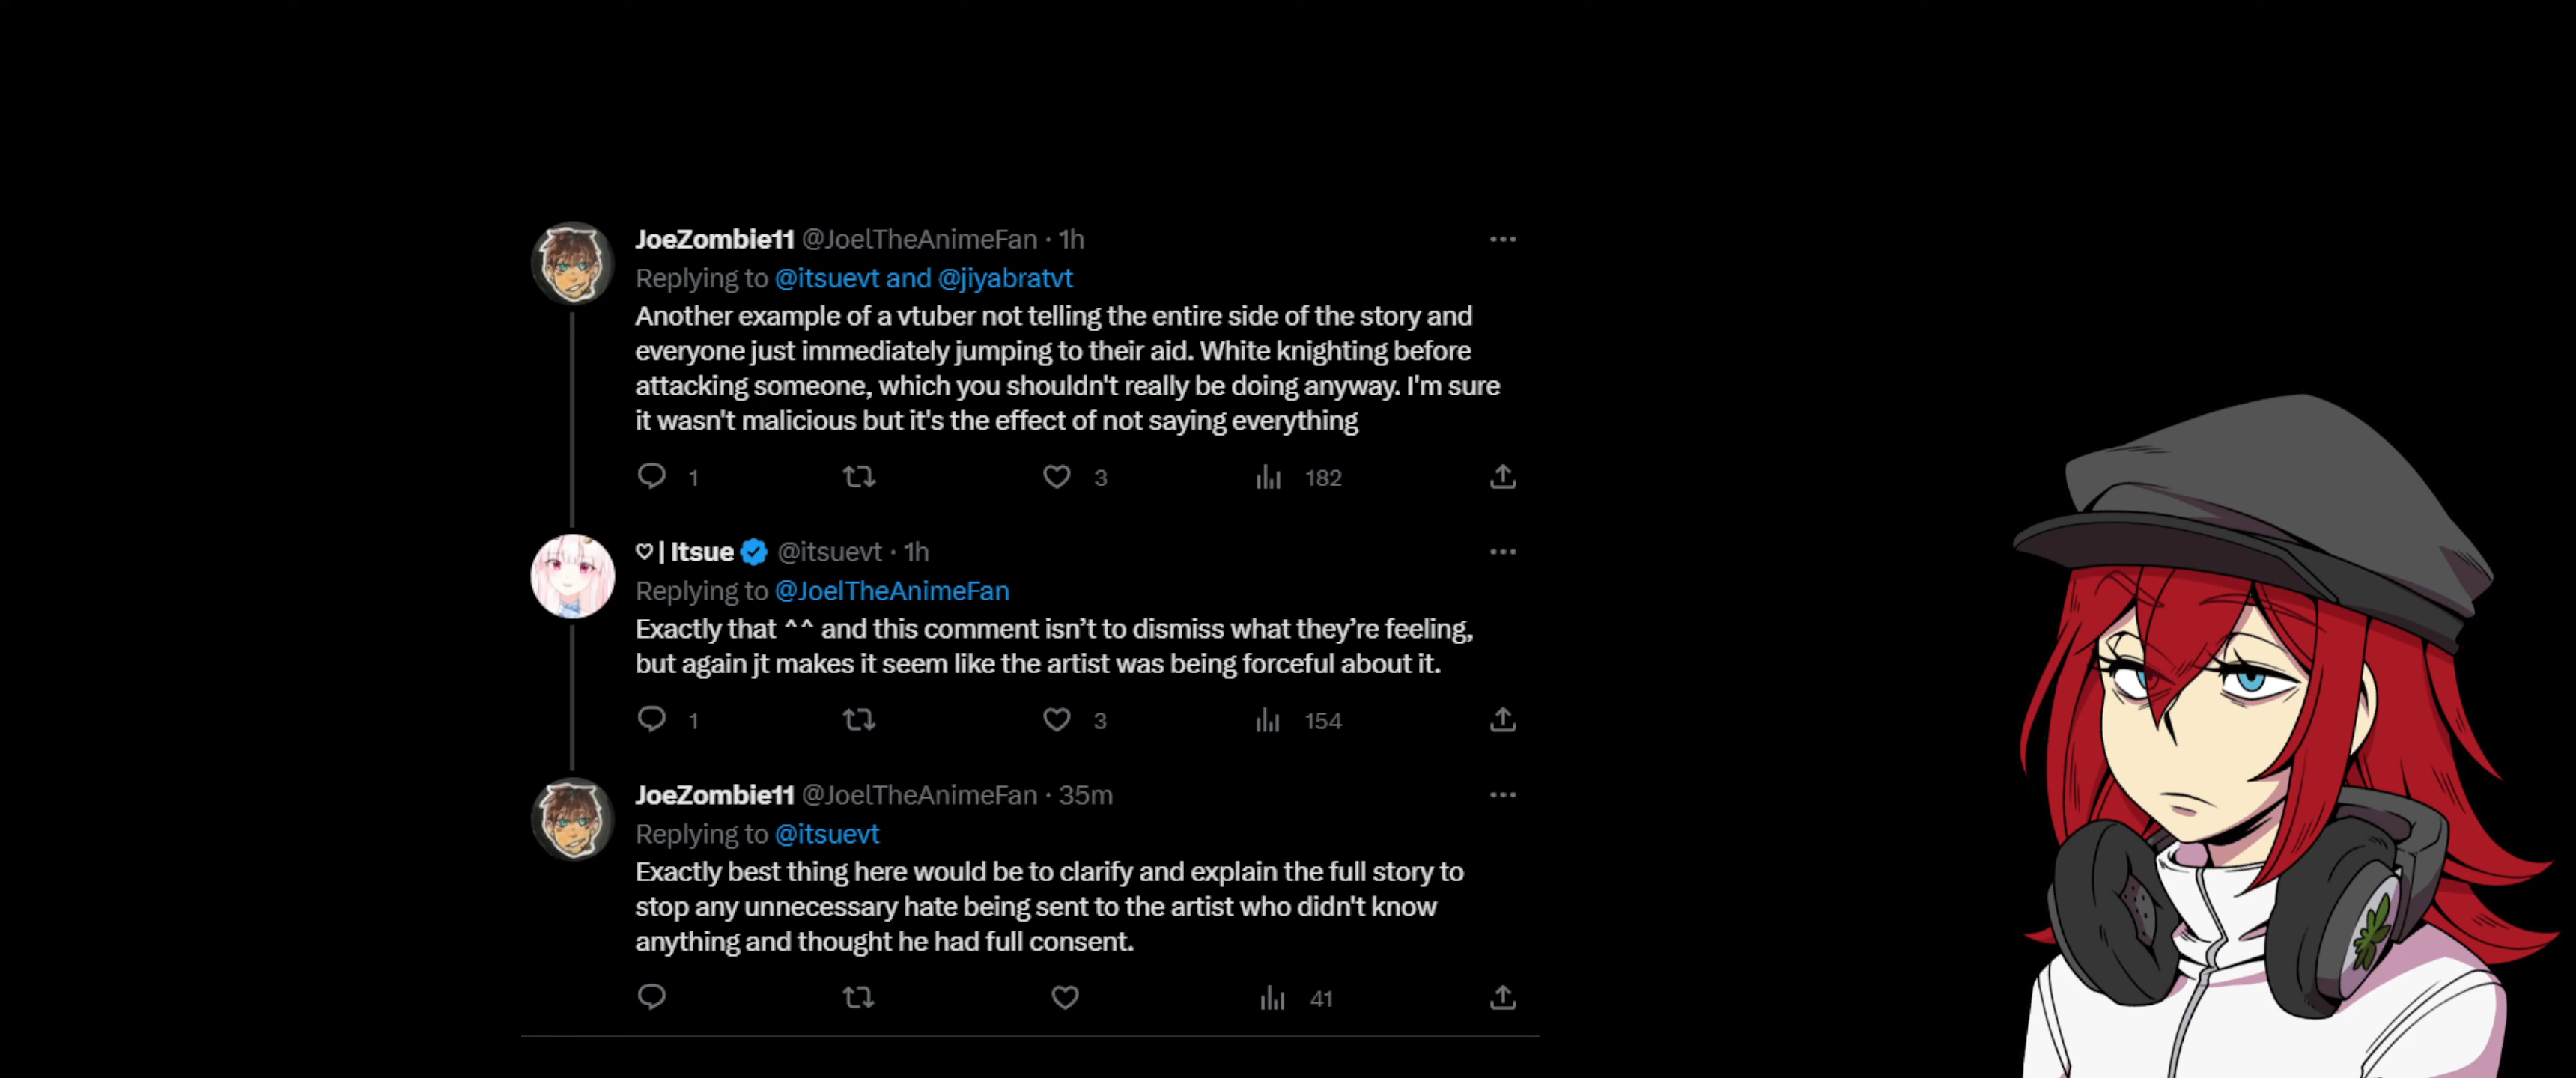 JoeZombie11 @JoelTheAnimeFan · 1h
Replying to @itsuevt and @jiyabratvt
Another example of a vtuber not telling the entire side of the story and
everyone just immediately jumping to their aid. White knighting before
attacking someone, which you shouldn't really be doing anyway. I'm sure
it wasn't malicious but it's the effect of not saying everything
1 3 182
♡ | Itsue @itsuevt · 1h
Replying to @JoelTheAnimeFan
Exactly that ^^ and this comment isn’t to dismiss what they’re feeling,
but again jt makes it seem like the artist was being forceful about it.
1 3 154
JoeZombie11 @JoelTheAnimeFan · 35m
Replying to @itsuevt
Exactly best thing here would be to clarify and explain the full story to
stop any unnecessary hate being sent to the artist who didn't know
anything and thought he had full consent.
41